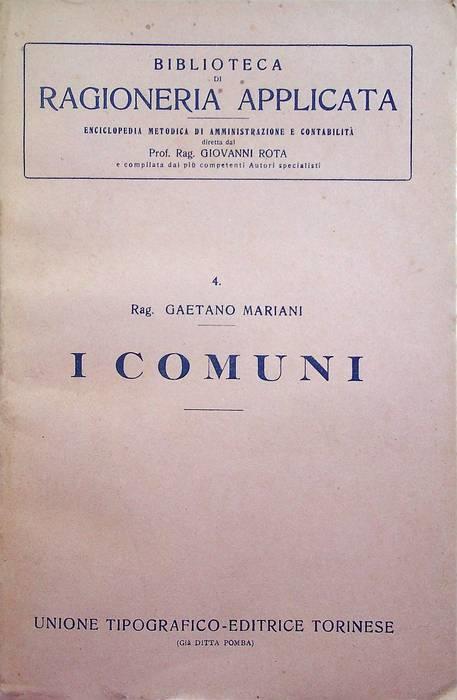 BIBLIOTECA
DI
RAGIONERIA APPLICATA
ENCICLOPEDIA METODICA DI AMMINISTRAZIONE E CONTABILITÀ
diretta dal
Prof. Rag. GIOVANNI ROTA
e compilata dai più competenti Autori specialisti
4.
Rag. GAETANO MARIANI
I COMUNI
UNIONE TIPOGRAFICO-EDITRICE TORINESE
(Già DITTA POMBA)